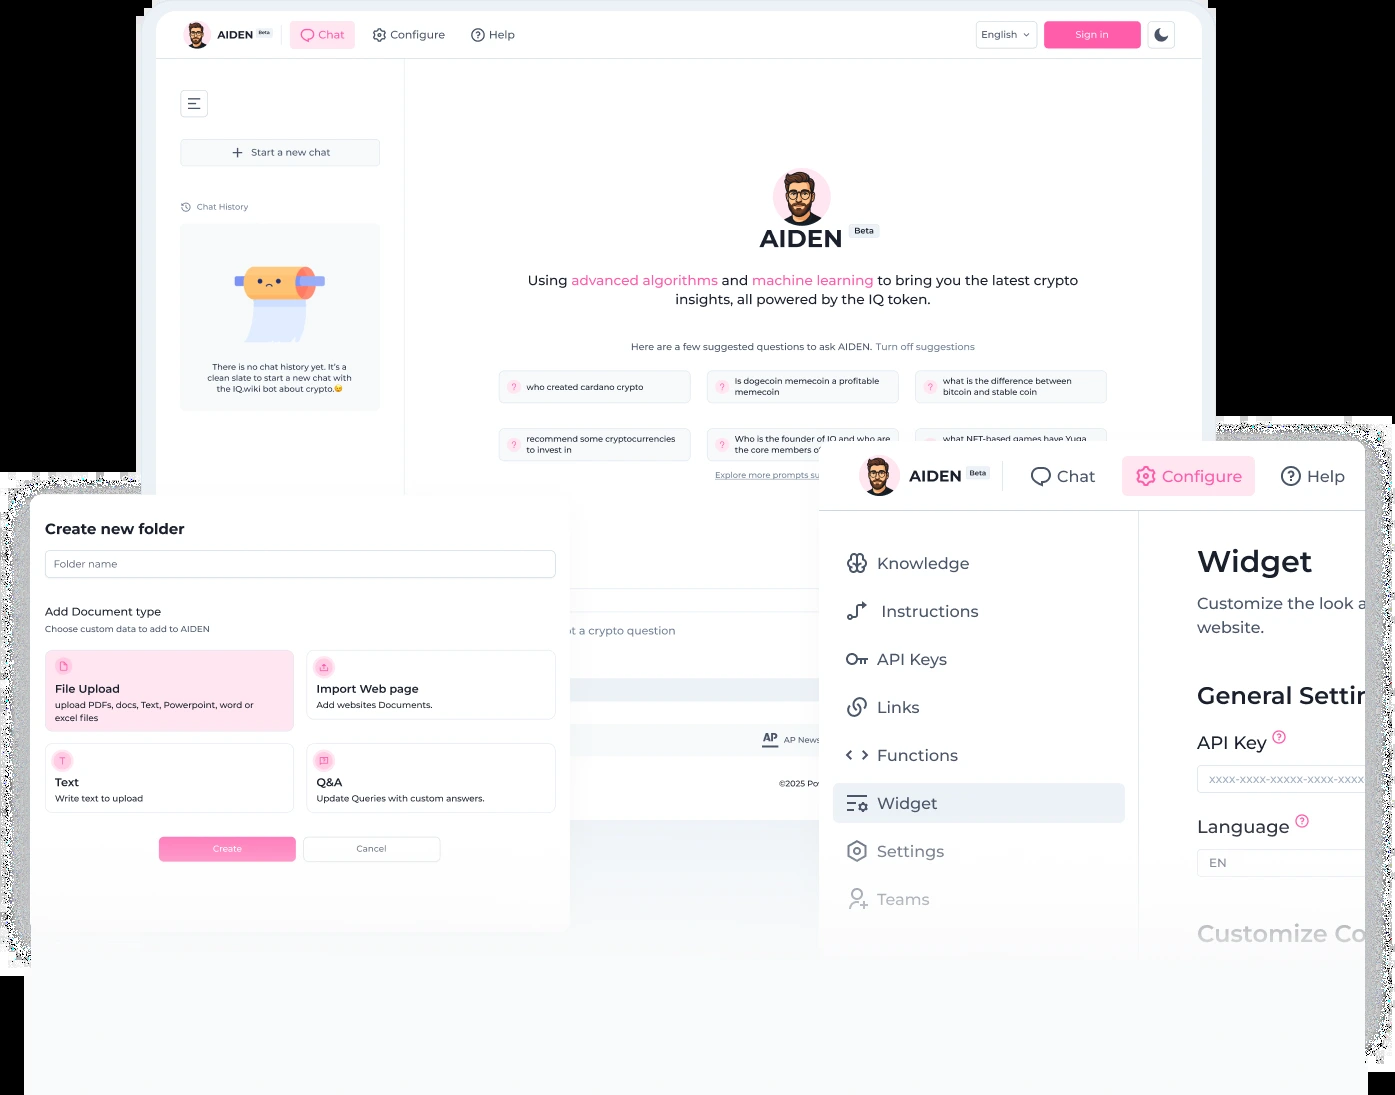 AIDEN Beta
Chat
Configure
Help
English
Sign in
Start a new chat
Chat History
There is no chat history yet. It's a
clean slate to start a new chat with
the IQ.wiki bot about crypto.😉
AIDEN Beta
Using advanced algorithms and machine learning to bring you the latest crypto
insights, all powered by the IQ token.
Here are a few suggested questions to ask AIDEN. Turn off suggestions
? who created cardano crypto
? Is dogecoin memecoin a profitable
memecoin
? what is the difference between
bitcoin and stable coin
? recommend some cryptocurrencies
to invest in
? Who is the founder of IQ and who are
the core members of
what NFT-based games have Yuga
Explore more prompts su
t a crypto question
AP AP News
©2025 Po
Create new folder
Folder name
Add Document type
Choose custom data to add to AIDEN
File Upload
upload PDFs, docs, Text, Powerpoint, word or
excel files
Import Web page
Add websites Documents.
T
Text
Write text to upload
Q&A
Update Queries with custom answers.
Create
Cancel
AIDEN Beta
Chat
Configure
Help
Knowledge
Instructions
API Keys
Links
Functions
Widget
Settings
Teams
Widget
Customize the look a
website.
General Settin
API Key ?
xxxx-xxxx-xxxxx-xxxx-xxxx
Language ?
EN
Customize Co